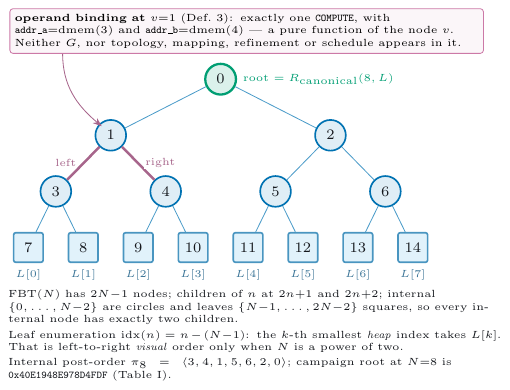 operand binding at v=1 (Def. 3): exactly one COMPUTE, with
addr_a=dmem(3) and addr_b=dmem(4) — a pure function of the node v.
Neither G, nor topology, mapping, refinement or schedule appears in it.
0 root = R_canonical(8, L)
1 2
left right
3 4 5 6
7 8 9 10 11 12 13 14
L[0] L[1] L[2] L[3] L[4] L[5] L[6] L[7]
FBT(N) has 2N−1 nodes; children of n at 2n+1 and 2n+2; internal
{0, . . . , N−2} are circles and leaves {N−1, . . . , 2N−2} squares, so every in-
ternal node has exactly two children.
Leaf enumeration idx(n) = n − (N−1): the k-th smallest heap index takes L[k].
That is left-to-right visual order only when N is a power of two.
Internal post-order π₈ = ⟨3, 4, 1, 5, 6, 2, 0⟩; campaign root at N=8 is
0x40E1948E978D4FDF (Table I).